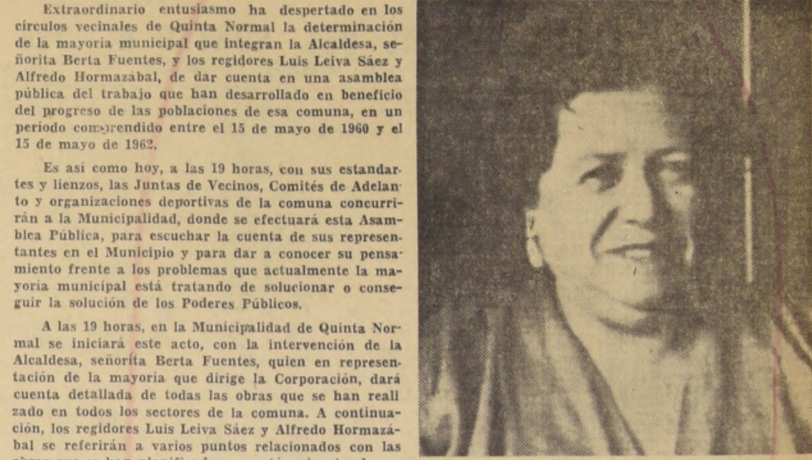 Extraordinario entusiasmo ha despertado en los
círculos vecinales de Quinta Normal la determinación
de la mayoría municipal que integran la Alcaldesa, se-
ñorita Berta Fuentes, y los regidores Luis Leiva Sáez y
Alfredo Hormazábal, de dar cuenta en una asamblea
pública del trabajo que han desarrollado en beneficio
del progreso de las poblaciones de esa comuna, en un
período comprendido entre el 15 de mayo de 1960 y el
15 de mayo de 1962.
Es así como hoy, a las 19 horas, con sus estandar-
tes y lienzos, las Juntas de Vecinos, Comités de Adelan-
to y organizaciones deportivas de la comuna concurri-
rán a la Municipalidad, donde se efectuará esta Asam-
blea Pública, para escuchar la cuenta de sus represen-
tantes en el Municipio y para dar a conocer su pensa-
miento frente a los problemas que actualmente la ma-
yoría municipal está tratando de solucionar o conse-
guir la solución de los Poderes Públicos.
A las 19 horas, en la Municipalidad de Quinta Nor-
mal se iniciará este acto, con la intervención de la
Alcaldesa, señorita Berta Fuentes, quien en represen-
tación de la mayoría que dirige la Corporación, dará
cuenta detallada de todas las obras que se han reali
zado en todos los sectores de la comuna. A continua-
ción, los regidores Luis Leiva Sáez y Alfredo Hormazá-
bal se referirán a varios puntos relacionados con las